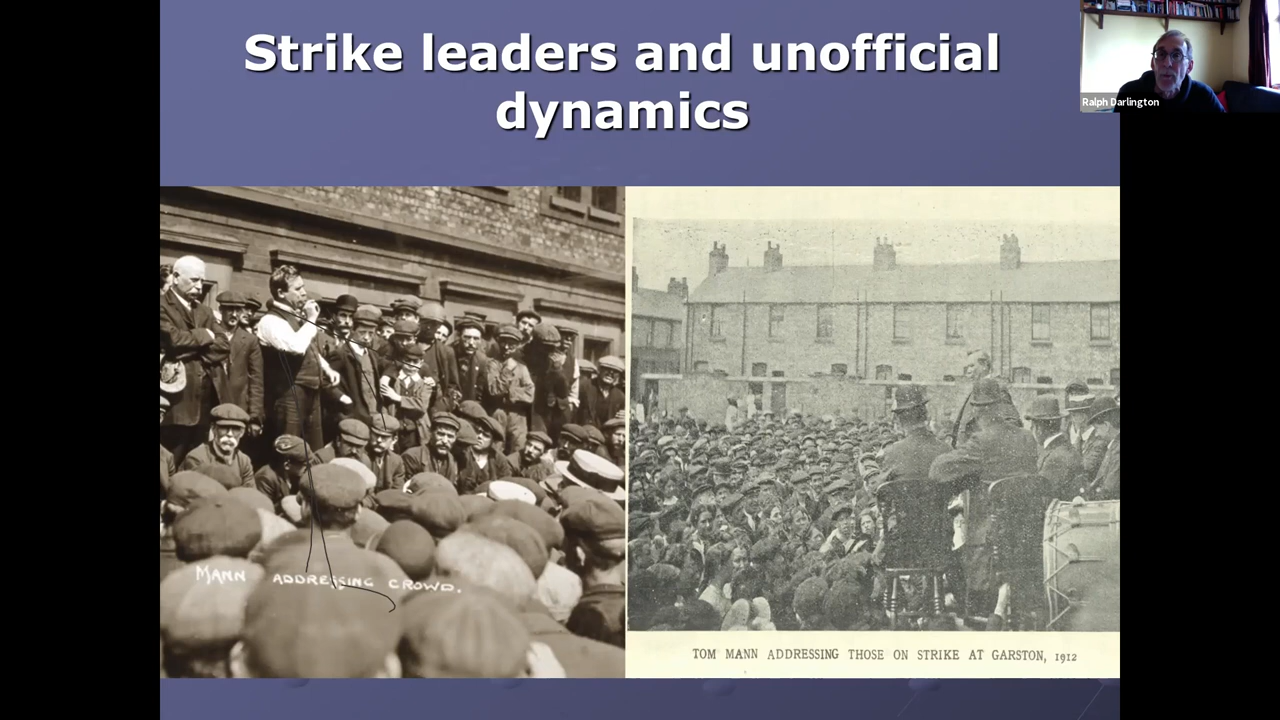 Strike leaders and unofficial
dynamics
Ralph Darlington
MANN ADDRESSING CROWD.
TOM MANN ADDRESSING THOSE ON STRIKE AT GARSTON, 1912